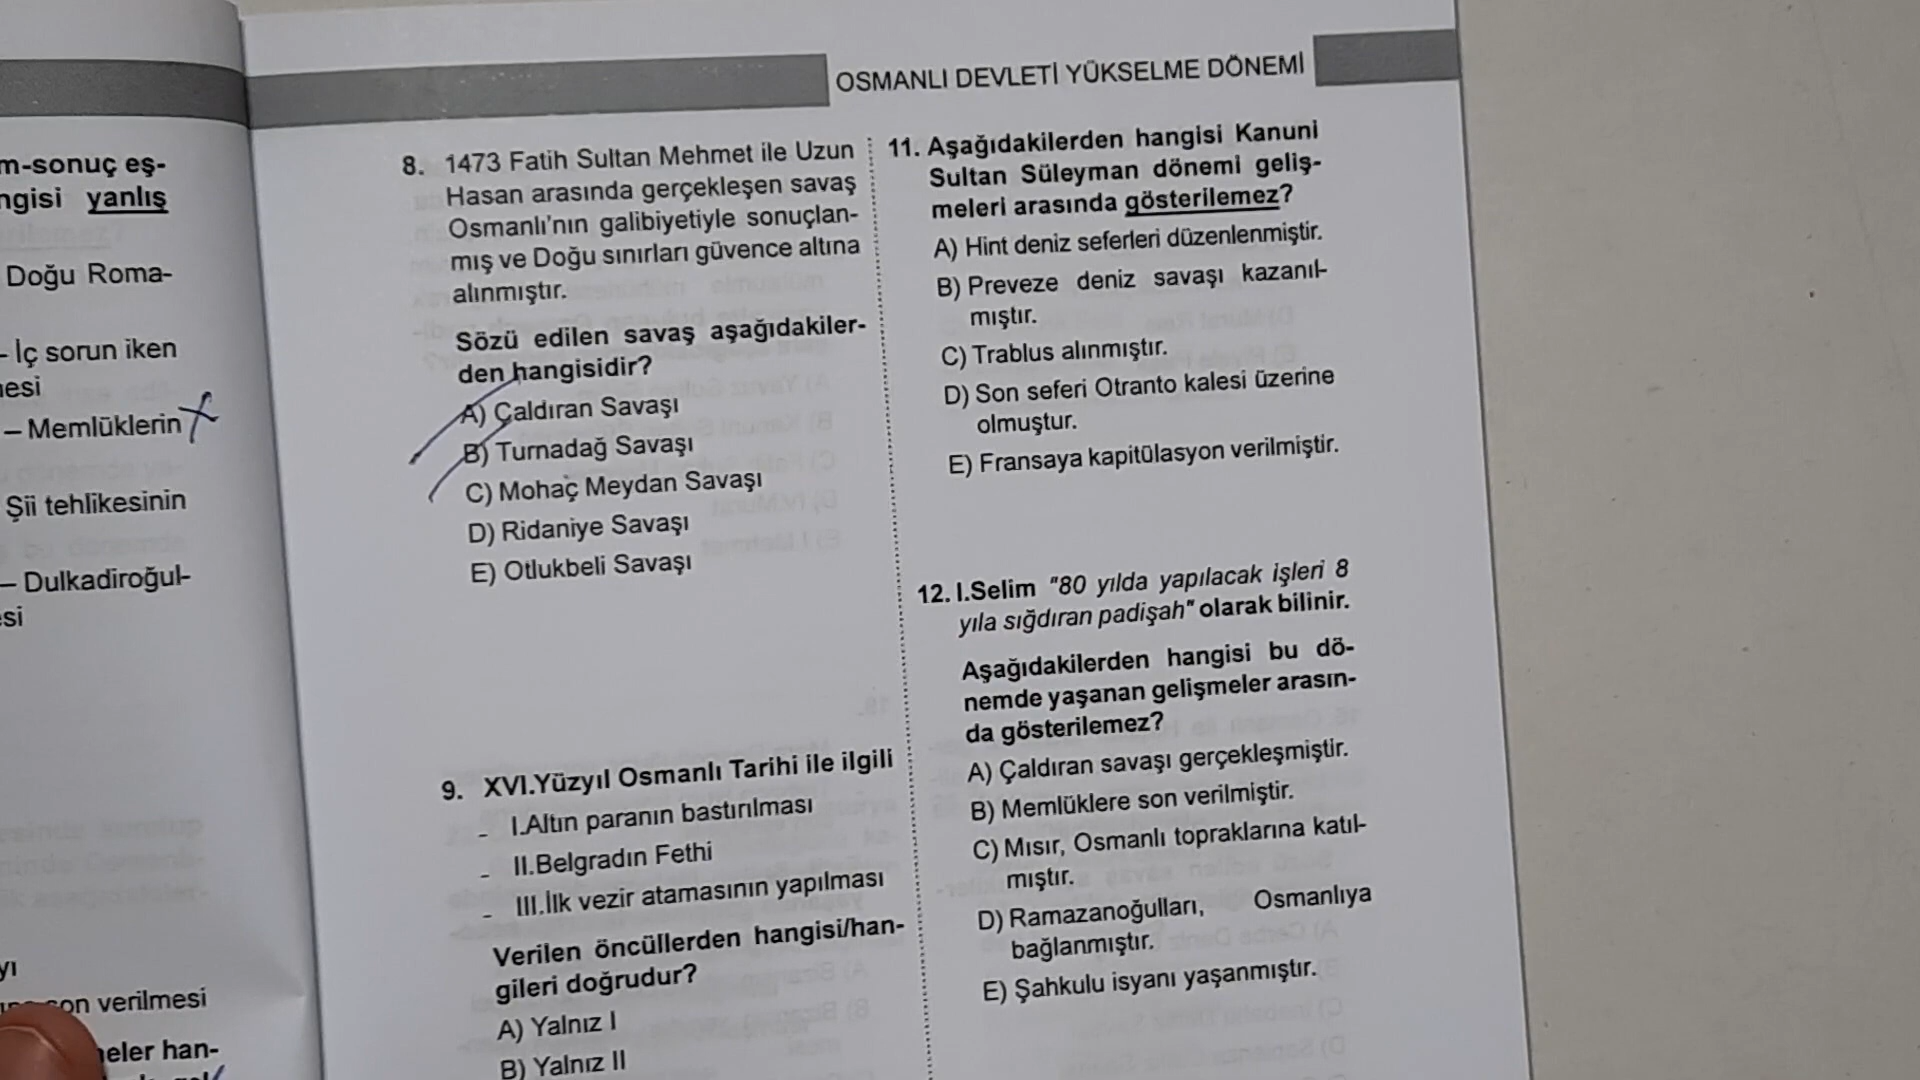 m-sonuç eş-
ngisi yanlış
Doğu Roma-
– İç sorun iken
esi
– Memlüklerin
Şii tehlikesinin
– Dulkadiroğul-
si
yı
son verilmesi
eler han-
OSMANLI DEVLETİ YÜKSELME DÖNEMİ
8. 1473 Fatih Sultan Mehmet ile Uzun
Hasan arasında gerçekleşen savaş
Osmanlı'nın galibiyetiyle sonuçlan-
mış ve Doğu sınırları güvence altına
alınmıştır.
Sözü edilen savaş aşağıdakiler-
den hangisidir?
A) Çaldıran Savaşı
B) Turnadağ Savaşı
C) Mohaç Meydan Savaşı
D) Ridaniye Savaşı
E) Otlukbeli Savaşı
9. XVI.Yüzyıl Osmanlı Tarihi ile ilgili
I.Altın paranın bastırılması
II.Belgradın Fethi
III.İlk vezir atamasının yapılması
Verilen öncüllerden hangisi/han-
gileri doğrudur?
A) Yalnız I
B) Yalnız II
11. Aşağıdakilerden hangisi Kanuni
Sultan Süleyman dönemi geliş-
meleri arasında gösterilemez?
A) Hint deniz seferleri düzenlenmiştir.
B) Preveze deniz savaşı kazanıl-
mıştır.
C) Trablus alınmıştır.
D) Son seferi Otranto kalesi üzerine
olmuştur.
E) Fransaya kapitülasyon verilmiştir.
12. I.Selim "80 yılda yapılacak işleri 8
yıla sığdıran padişah" olarak bilinir.
Aşağıdakilerden hangisi bu dö-
nemde yaşanan gelişmeler arasın-
da gösterilemez?
A) Çaldıran savaşı gerçekleşmiştir.
B) Memlüklere son verilmiştir.
C) Mısır, Osmanlı topraklarına katıl-
mıştır.
D) Ramazanoğulları, Osmanlıya
bağlanmıştır.
E) Şahkulu isyanı yaşanmıştır.